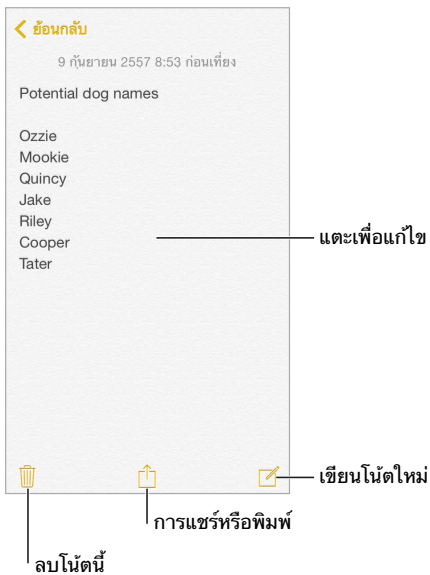 ย้อนกลับ
9 กันยายน 2557 8:53 ก่อนเที่ยง
Potential dog names
Ozzie
Mookie
Quincy
Jake
Riley
Cooper
Tater
แตะเพื่อแก้ไข
เขียนโน้ตใหม่
การแชร์หรือพิมพ์
ลบโน้ตนี้